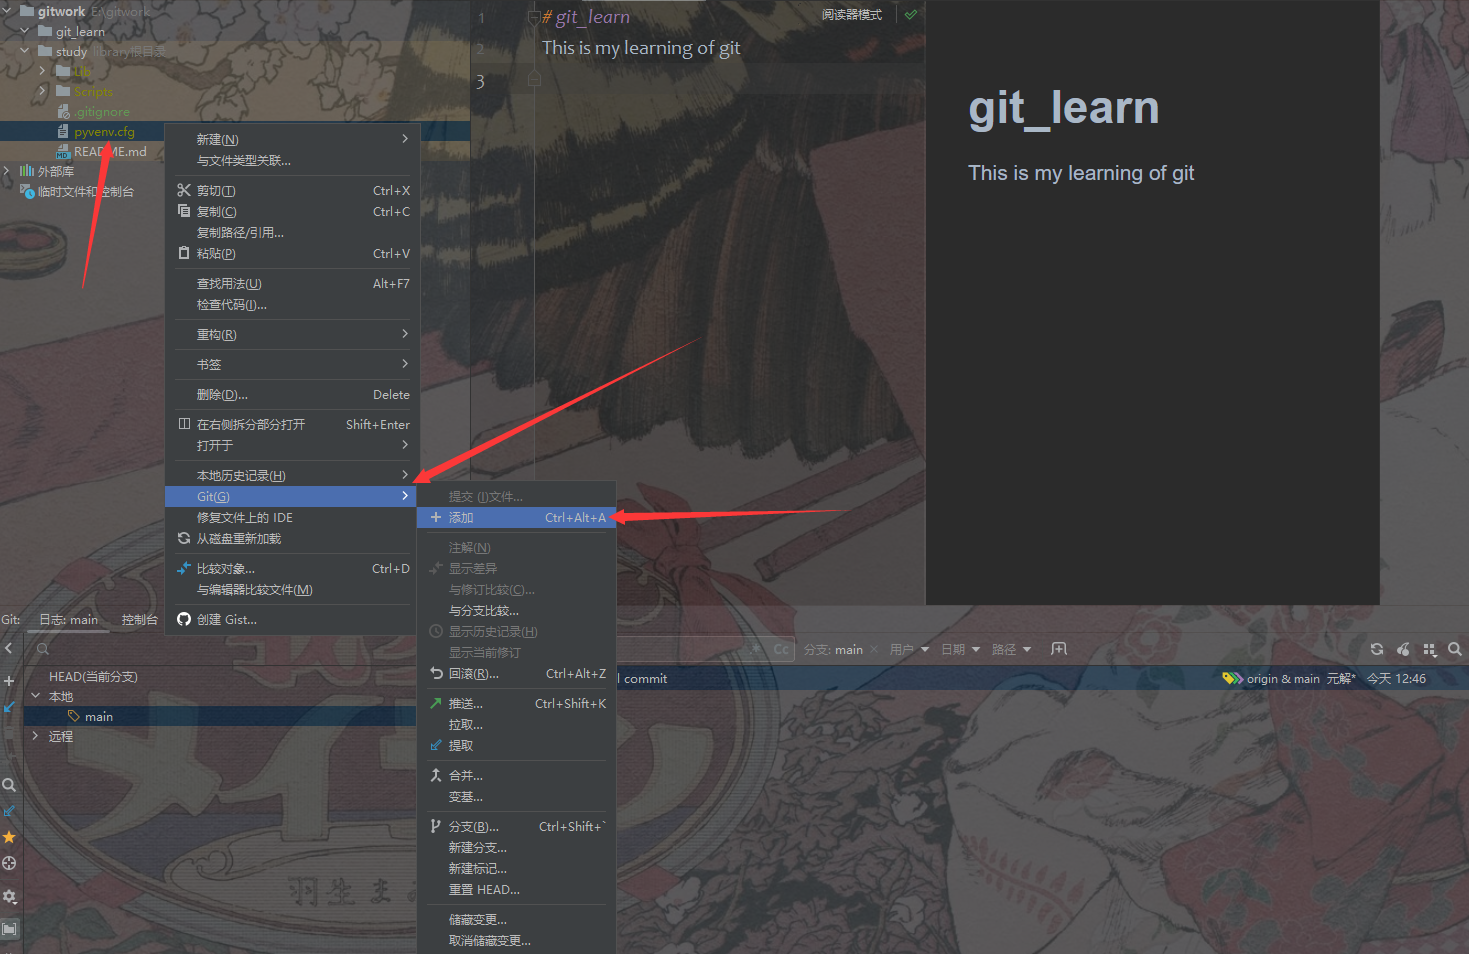 gitwork E:\gitwork
git_learn
study library根目录
Lib
Scripts
.gitignore
pyvenv.cfg
README.md
外部库
临时文件和控制台
1
2
3
# git_learn
This is my learning of git
阅读器模式
git_learn
This is my learning of git
新建(N)
与文件类型关联...
剪切(T) Ctrl+X
复制(C) Ctrl+C
复制路径/引用...
粘贴(P) Ctrl+V
查找用法(U) Alt+F7
检查代码(I)...
重构(R)
书签
删除(D)... Delete
在右侧拆分部分打开 Shift+Enter
打开于
本地历史记录(H)
Git(G)
修复文件上的 IDE
从磁盘重新加载
比较对象... Ctrl+D
与编辑器比较文件(M)
创建 Gist...
提交 (I)文件...
添加 Ctrl+Alt+A
注解(N)
显示差异
与修订比较(C)...
与分支比较...
显示历史记录(H)
显示当前修订
回滚(R)... Ctrl+Alt+Z
推送... Ctrl+Shift+K
拉取...
提取
合并...
变基...
分支(B)... Ctrl+Shift+`
新建分支...
新建标记...
重置 HEAD...
储藏变更...
取消储藏变更...
Git: 日志: main 控制台
HEAD(当前分支)
本地
main
远程
.* Cc 分支: main 用户 日期 路径
l commit origin & main 元解* 今天 12:46
羽生